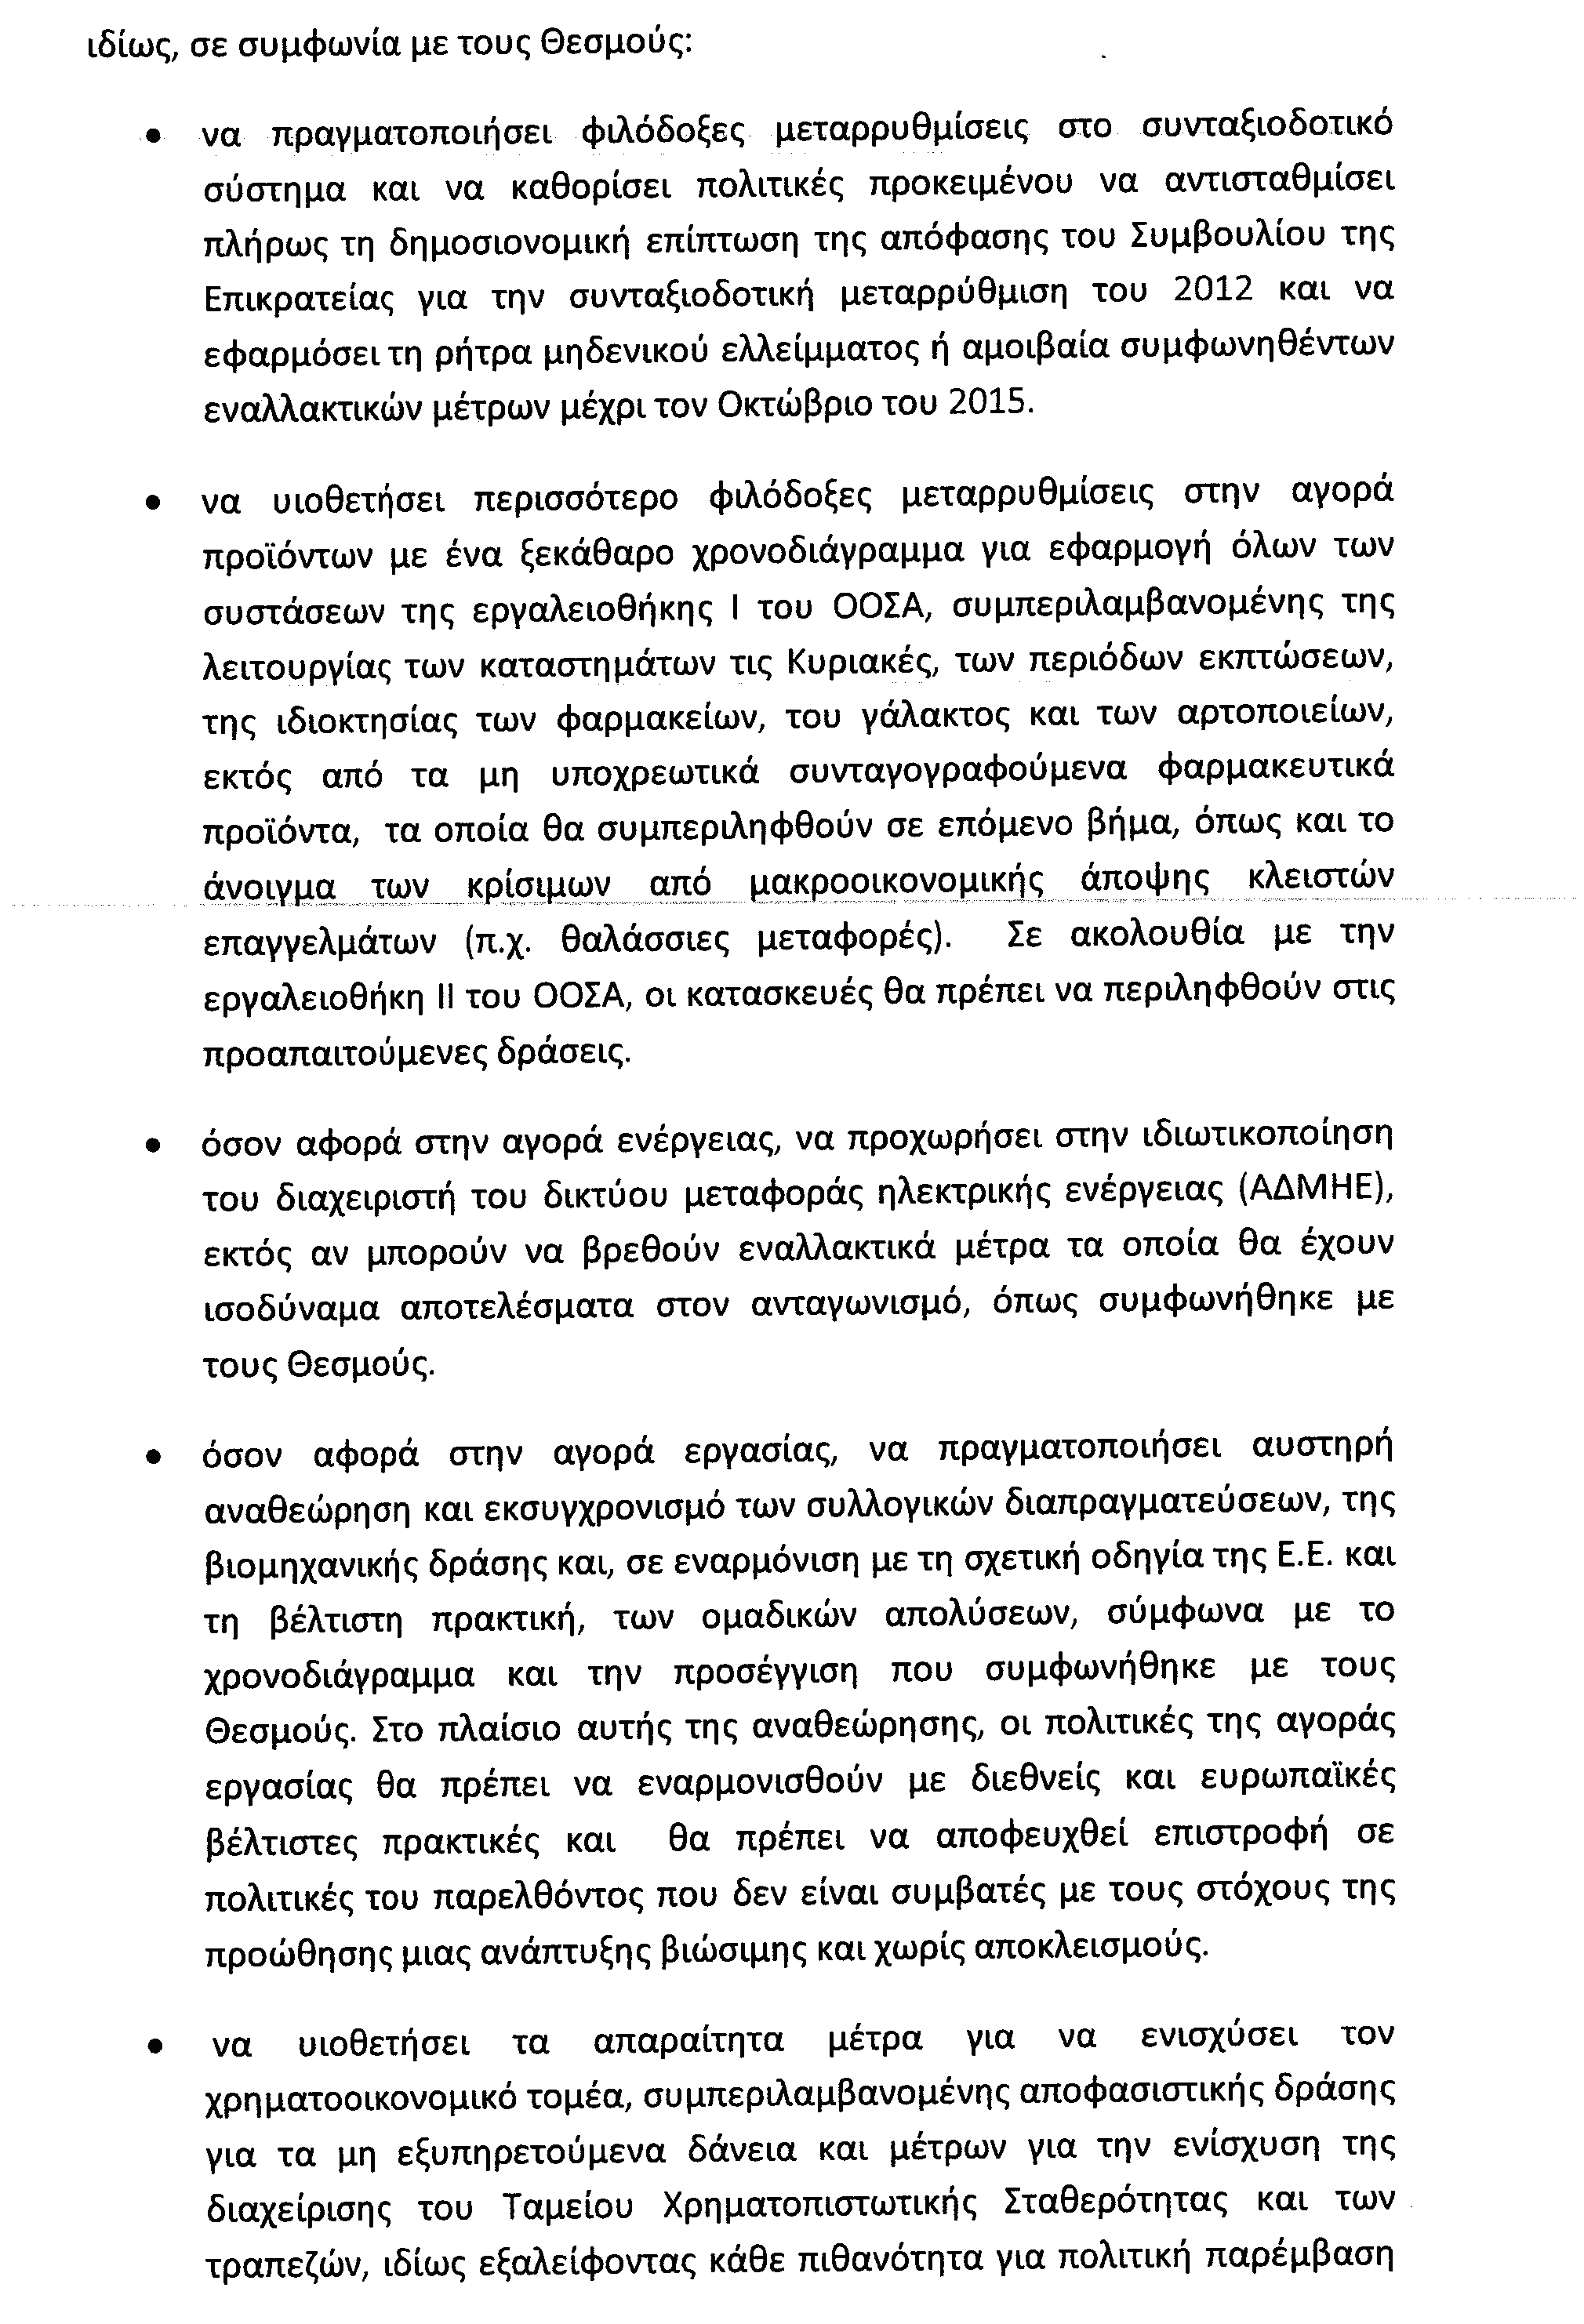 ιδίως, σε συμφωνία με τους Θεσμούς:
• να πραγματοποιήσει φιλόδοξες μεταρρυθμίσεις στο συνταξιοδοτικό
σύστημα και να καθορίσει πολιτικές προκειμένου να αντισταθμίσει
πλήρως τη δημοσιονομική επίπτωση της απόφασης του Συμβουλίου της
Επικρατείας για την συνταξιοδοτική μεταρρύθμιση του 2012 και να
εφαρμόσει τη ρήτρα μηδενικού ελλείμματος ή αμοιβαία συμφωνηθέντων
εναλλακτικών μέτρων μέχρι τον Οκτώβριο του 2015.
• να υιοθετήσει περισσότερο φιλόδοξες μεταρρυθμίσεις στην αγορά
προϊόντων με ένα ξεκάθαρο χρονοδιάγραμμα για εφαρμογή όλων των
συστάσεων της εργαλειοθήκης Ι του ΟΟΣΑ, συμπεριλαμβανομένης της
λειτουργίας των καταστημάτων τις Κυριακές, των περιόδων εκπτώσεων,
της ιδιοκτησίας των φαρμακείων, του γάλακτος και των αρτοποιείων,
εκτός από τα μη υποχρεωτικά συνταγογραφούμενα φαρμακευτικά
προϊόντα, τα οποία θα συμπεριληφθούν σε επόμενο βήμα, όπως και το
άνοιγμα των κρίσιμων από μακροοικονομικής άποψης κλειστών
επαγγελμάτων (π.χ. θαλάσσιες μεταφορές). Σε ακολουθία με την
εργαλειοθήκη ΙΙ του ΟΟΣΑ, οι κατασκευές θα πρέπει να περιληφθούν στις
προαπαιτούμενες δράσεις.
• όσον αφορά στην αγορά ενέργειας, να προχωρήσει στην ιδιωτικοποίηση
του διαχειριστή του δικτύου μεταφοράς ηλεκτρικής ενέργειας (ΑΔΜΗΕ),
εκτός αν μπορούν να βρεθούν εναλλακτικά μέτρα τα οποία θα έχουν
ισοδύναμα αποτελέσματα στον ανταγωνισμό, όπως συμφωνήθηκε με
τους Θεσμούς.
• όσον αφορά στην αγορά εργασίας, να πραγματοποιήσει αυστηρή
αναθεώρηση και εκσυγχρονισμό των συλλογικών διαπραγματεύσεων, της
βιομηχανικής δράσης και, σε εναρμόνιση με τη σχετική οδηγία της Ε.Ε. και
τη βέλτιστη πρακτική, των ομαδικών απολύσεων, σύμφωνα με το
χρονοδιάγραμμα και την προσέγγιση που συμφωνήθηκε με τους
Θεσμούς. Στο πλαίσιο αυτής της αναθεώρησης, οι πολιτικές της αγοράς
εργασίας θα πρέπει να εναρμονισθούν με διεθνείς και ευρωπαϊκές
βέλτιστες πρακτικές και θα πρέπει να αποφευχθεί επιστροφή σε
πολιτικές του παρελθόντος που δεν είναι συμβατές με τους στόχους της
προώθησης μιας ανάπτυξης βιώσιμης και χωρίς αποκλεισμούς.
• να υιοθετήσει τα απαραίτητα μέτρα για να ενισχύσει τον
χρηματοοικονομικό τομέα, συμπεριλαμβανομένης αποφασιστικής δράσης
για τα μη εξυπηρετούμενα δάνεια και μέτρων για την ενίσχυση της
διαχείρισης του Ταμείου Χρηματοπιστωτικής Σταθερότητας και των
τραπεζών, ιδίως εξαλείφοντας κάθε πιθανότητα για πολιτική παρέμβαση